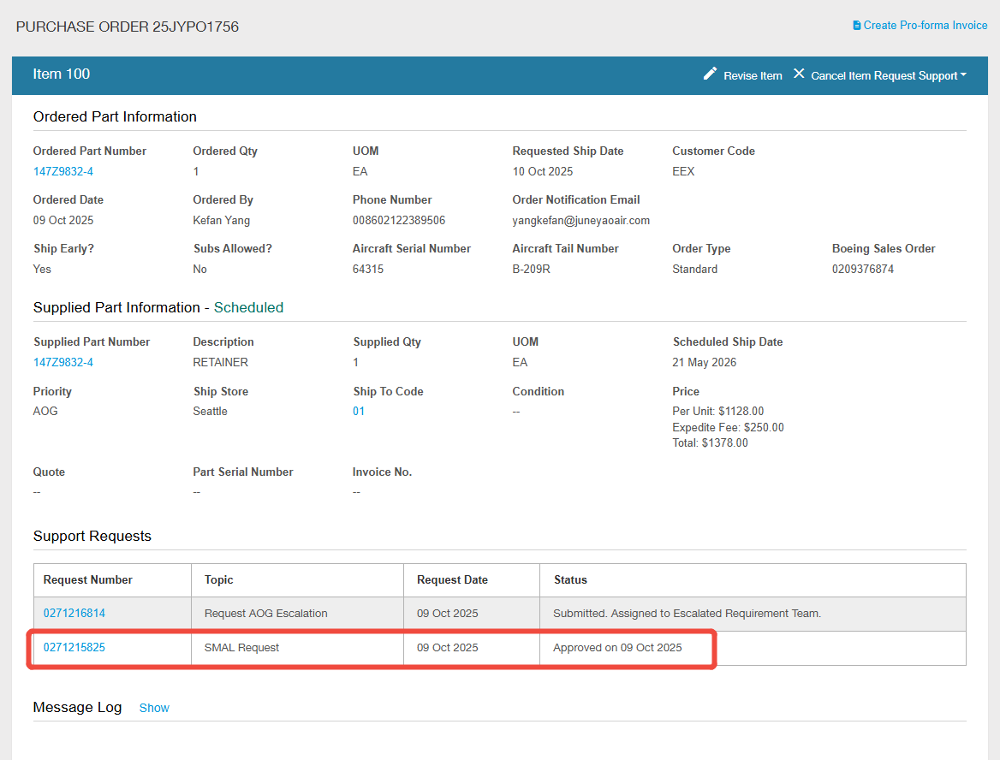 PURCHASE ORDER 25JYPO1756
Create Pro-forma Invoice
Item 100
Revise Item Cancel Item Request Support
Ordered Part Information
Ordered Part Number Ordered Qty UOM Requested Ship Date Customer Code
147Z9832-4 1 EA 10 Oct 2025 EEX
Ordered Date Ordered By Phone Number Order Notification Email
09 Oct 2025 Kefan Yang 008602122389506 yangkefan@juneyaoair.com
Ship Early? Subs Allowed? Aircraft Serial Number Aircraft Tail Number Order Type Boeing Sales Order
Yes No 64315 B-209R Standard 0209376874
Supplied Part Information - Scheduled
Supplied Part Number Description Supplied Qty UOM Scheduled Ship Date
147Z9832-4 RETAINER 1 EA 21 May 2026
Priority Ship Store Ship To Code Condition Price
AOG Seattle 01 -- Per Unit: $1128.00
Expedite Fee: $250.00
Total: $1378.00
Quote Part Serial Number Invoice No.
-- -- --
Support Requests
Request Number Topic Request Date Status
0271216814 Request AOG Escalation 09 Oct 2025 Submitted. Assigned to Escalated Requirement Team.
0271215825 SMAL Request 09 Oct 2025 Approved on 09 Oct 2025
Message Log Show